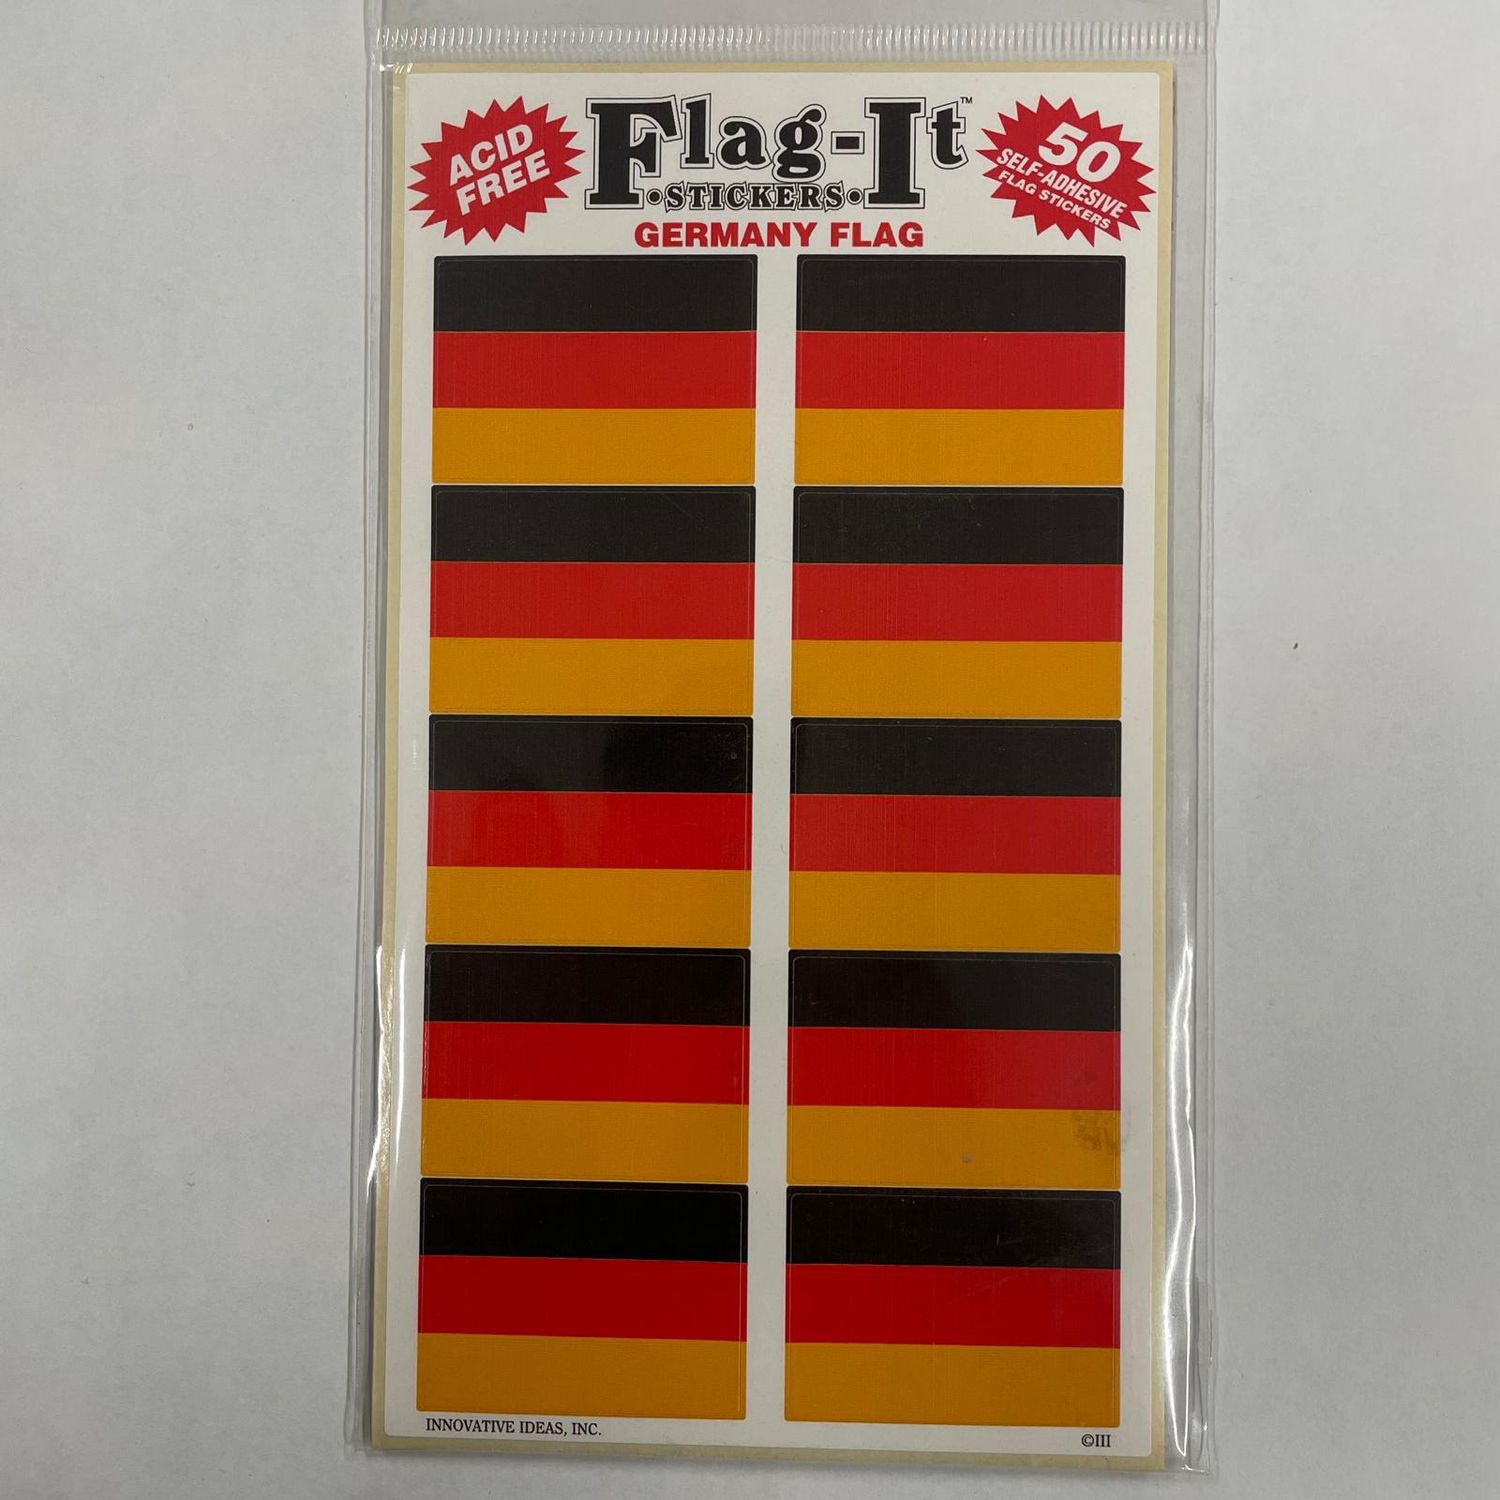 ACID
FREE
Flag-It™
•STICKERS•
50
SELF-ADHESIVE
FLAG STICKERS
GERMANY FLAG
INNOVATIVE IDEAS, INC.
©III